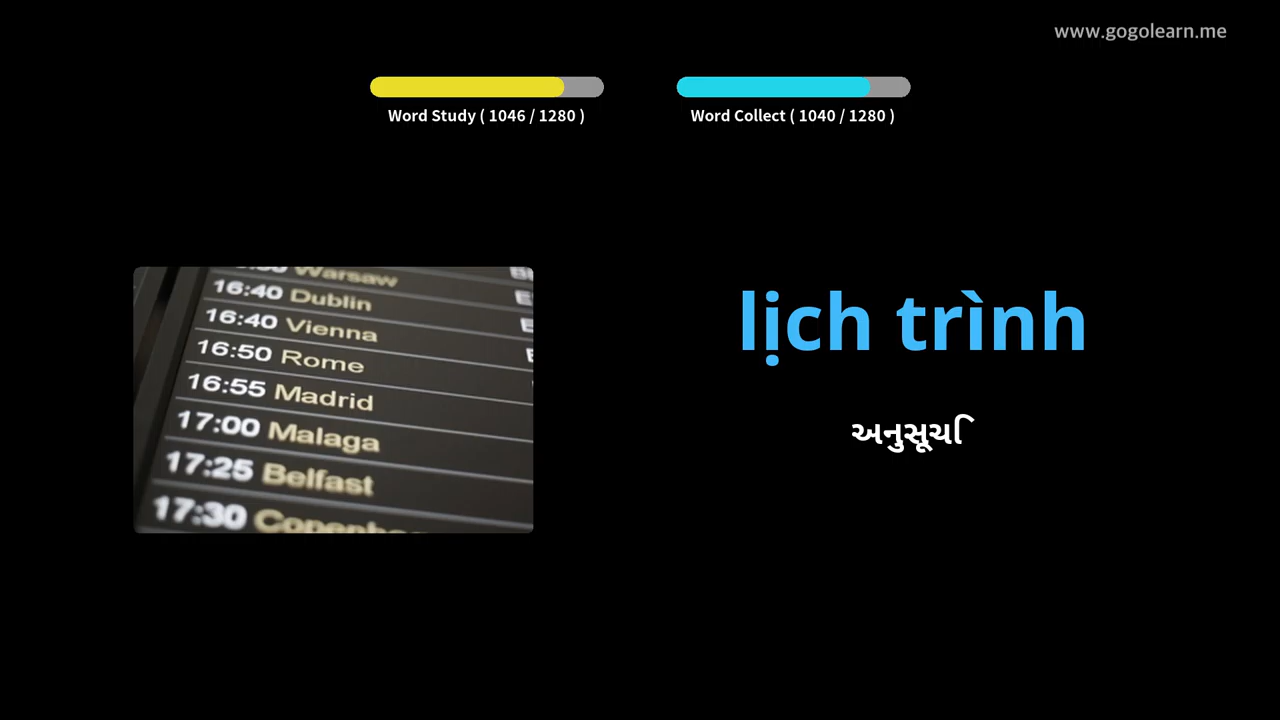 www.gogolearn.me
Word Study ( 1046 / 1280 )
Word Collect ( 1040 / 1280 )
Warsaw
16:40 Dublin
16:40 Vienna
16:50 Rome
16:55 Madrid
17:00 Malaga
17:25 Belfast
17:30
lịch trình
અનુસૂચિ